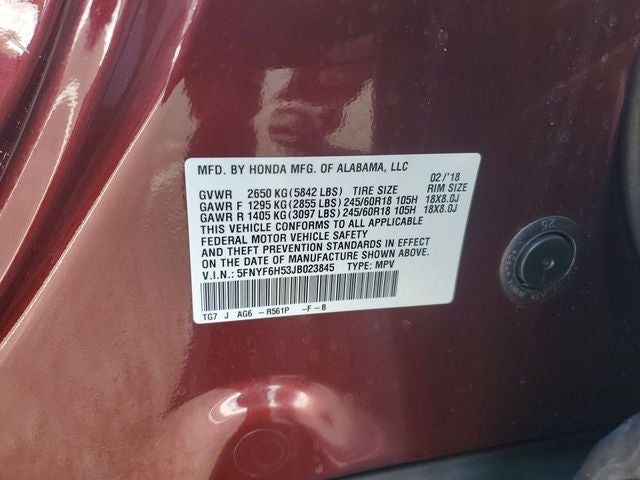 MFD. BY HONDA MFG. OF ALABAMA, LLC
02/'18
GVWR 2650 KG (5842 LBS) TIRE SIZE RIM SIZE
GAWR F 1295 KG (2855 LBS) 245/60R18 105H 18X8.0J
GAWR R 1405 KG (3097 LBS) 245/60R18 105H 18X8.0J
THIS VEHICLE CONFORMS TO ALL APPLICABLE
FEDERAL MOTOR VEHICLE SAFETY
AND THEFT PREVENTION STANDARDS IN EFFECT
ON THE DATE OF MANUFACTURE SHOWN ABOVE.
V.I.N.: 5FNYF6H53JB023845 TYPE: MPV
TG7 J AG6 -R561P -F-B
25